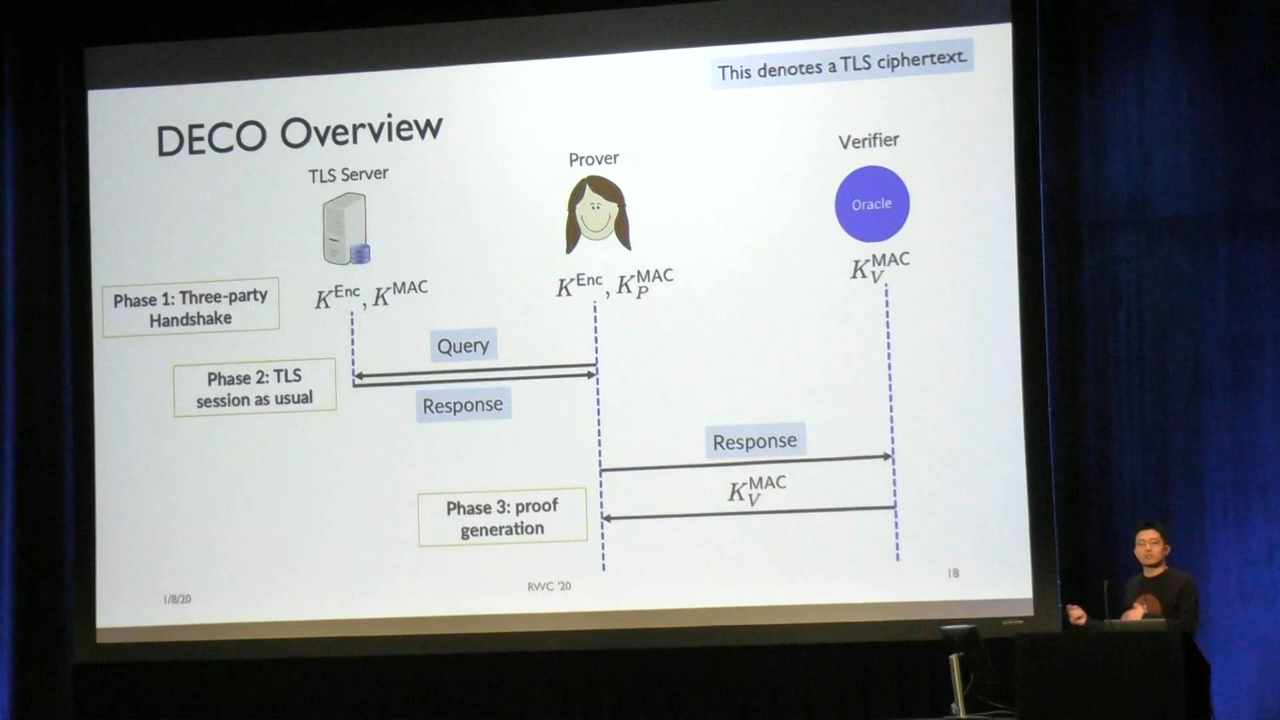 This denotes a TLS ciphertext.
DECO Overview
TLS Server
Prover
Verifier
Oracle
Phase 1: Three-party
Handshake
K^Enc, K^MAC
K^Enc, K_P^MAC
K_V^MAC
Query
Phase 2: TLS
session as usual
Response
Response
K_V^MAC
Phase 3: proof
generation
1/8/20
RWC '20
18